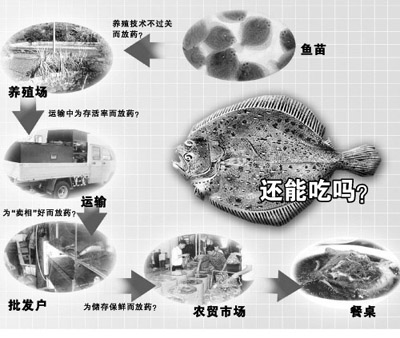 养殖技术不过关
而放药?
鱼苗
养殖场
运输中为存活率而放药?
还能吃吗?
运输
为“卖相”好而放药?
批发户
为储存保鲜而放药?
农贸市场
餐桌